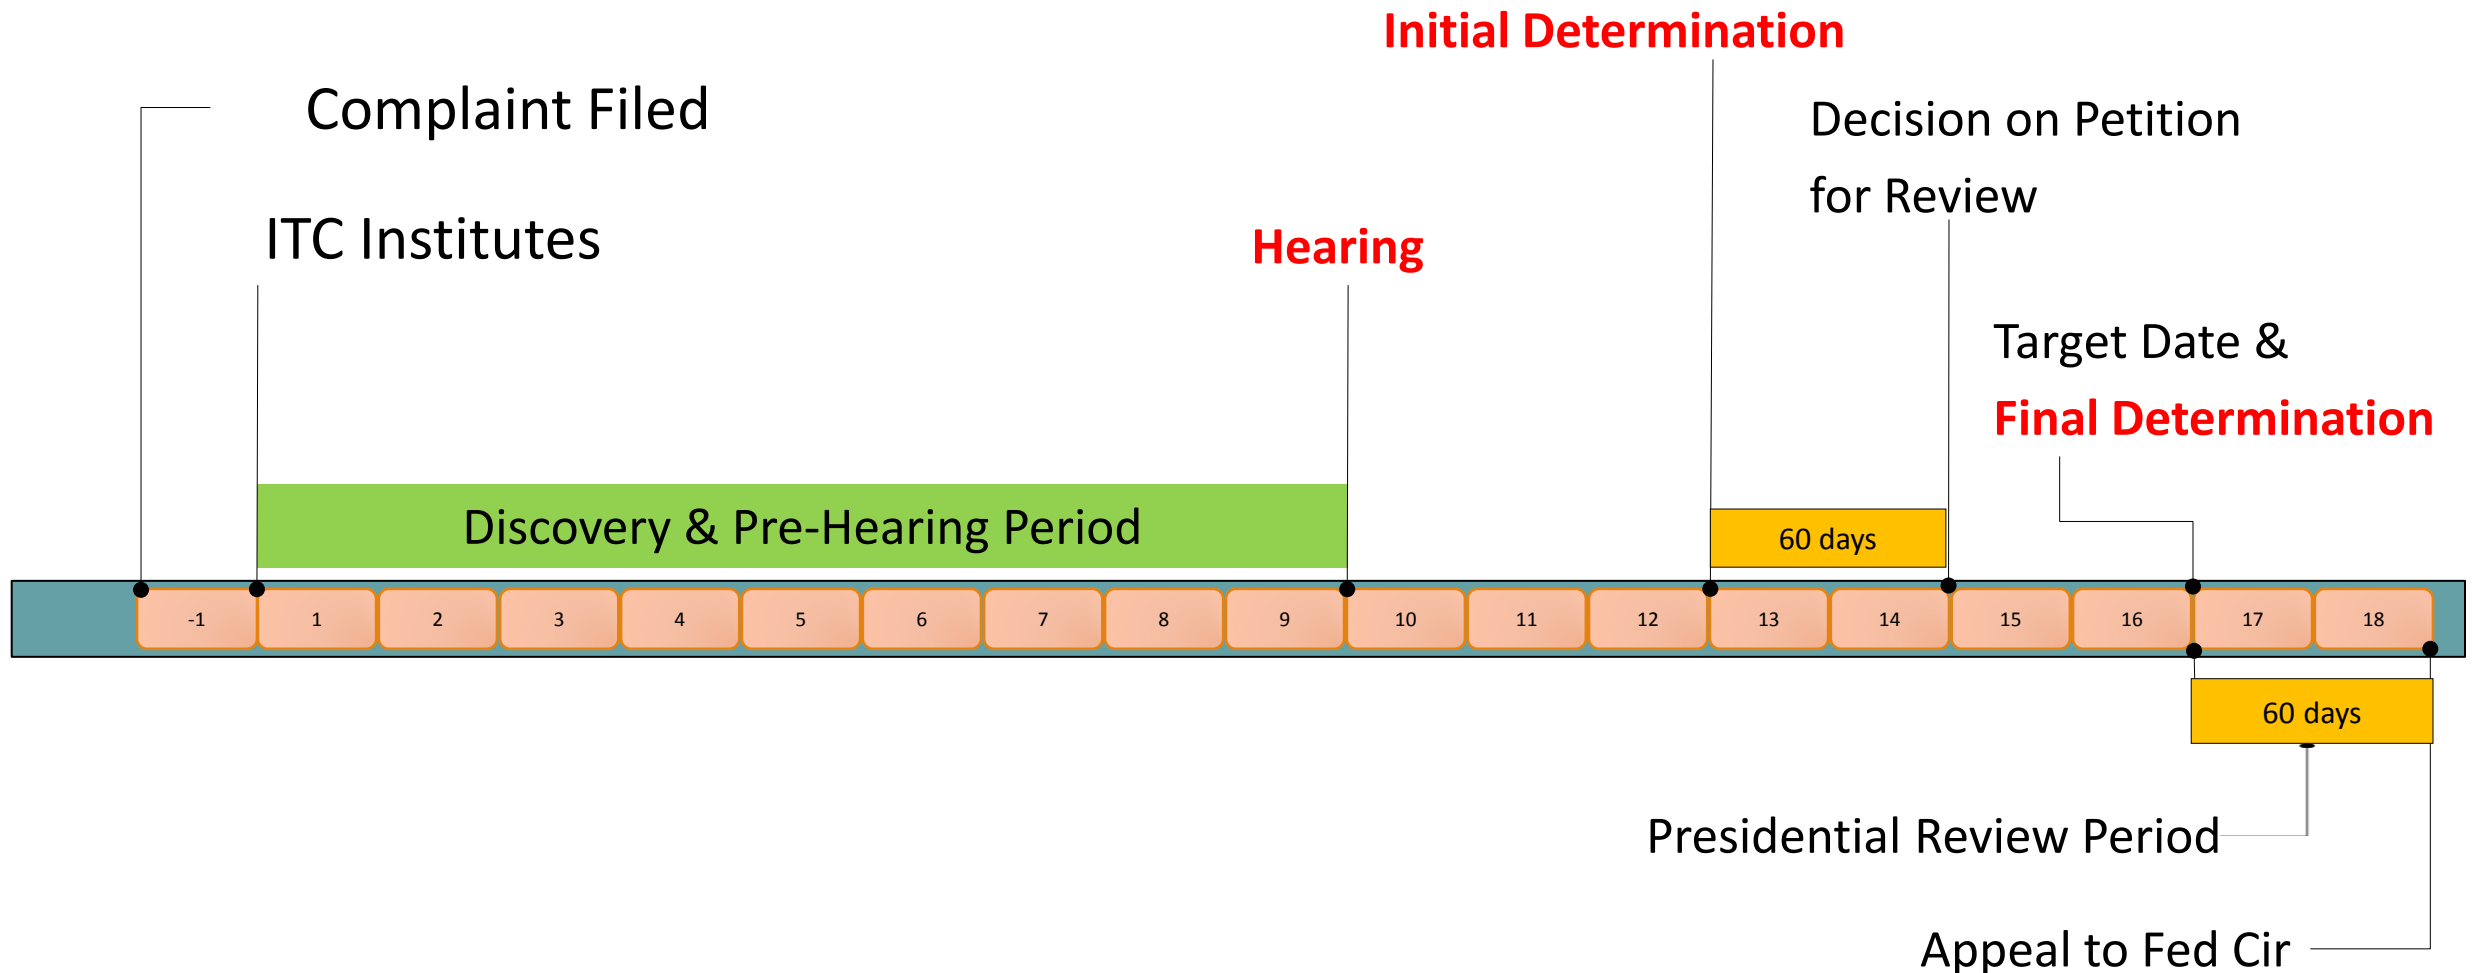 Initial Determination
Complaint Filed
Decision on Petition
for Review
ITC Institutes
Hearing
Target Date &
Final Determination
Discovery & Pre-Hearing Period
60 days
-1 1 2 3 4 5 6 7 8 9 10 11 12 13 14 15 16 17 18
60 days
Presidential Review Period
Appeal to Fed Cir